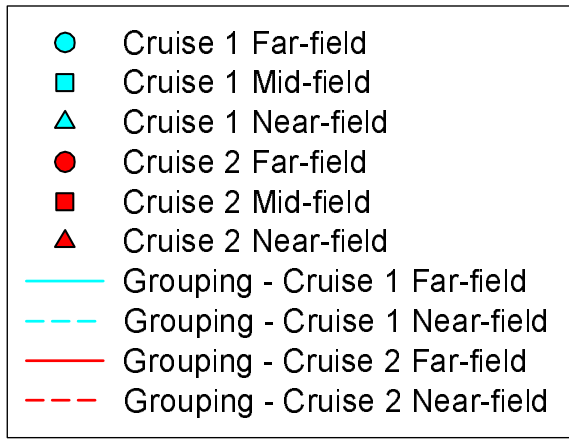 Cruise 1 Far-field
Cruise 1 Mid-field
Cruise 1 Near-field
Cruise 2 Far-field
Cruise 2 Mid-field
Cruise 2 Near-field
Grouping - Cruise 1 Far-field
Grouping - Cruise 1 Near-field
Grouping - Cruise 2 Far-field
Grouping - Cruise 2 Near-field